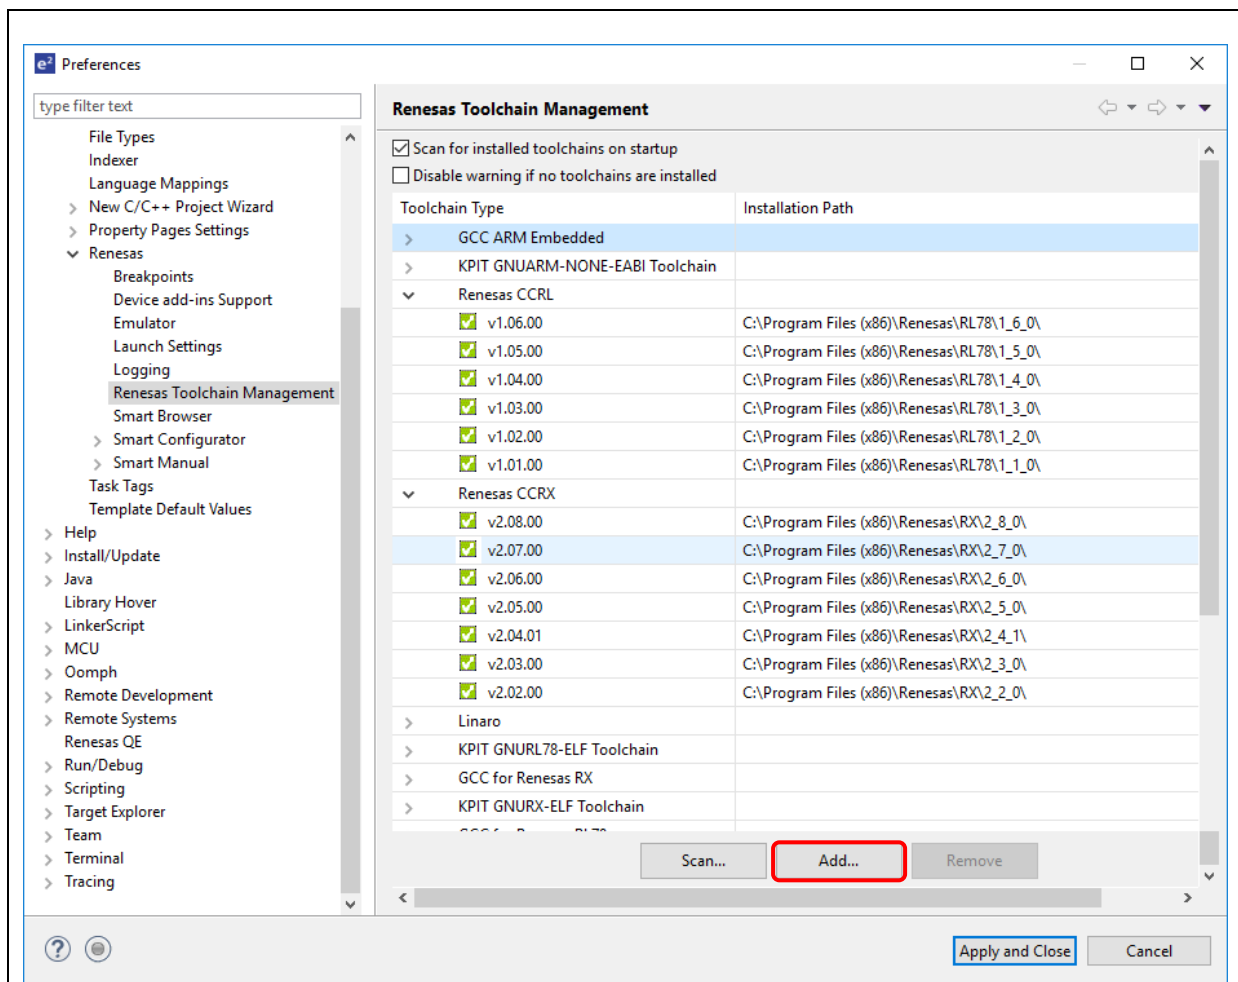 e² Preferences
type filter text
File Types
Indexer
Language Mappings
New C/C++ Project Wizard
Property Pages Settings
Renesas
Breakpoints
Device add-ins Support
Emulator
Launch Settings
Logging
Renesas Toolchain Management
Smart Browser
Smart Configurator
Smart Manual
Task Tags
Template Default Values
Help
Install/Update
Java
Library Hover
LinkerScript
MCU
Oomph
Remote Development
Remote Systems
Renesas QE
Run/Debug
Scripting
Target Explorer
Team
Terminal
Tracing
Renesas Toolchain Management
Scan for installed toolchains on startup
Disable warning if no toolchains are installed
Toolchain Type Installation Path
GCC ARM Embedded
KPIT GNUARM-NONE-EABI Toolchain
Renesas CCRL
v1.06.00 C:\Program Files (x86)\Renesas\RL78\1_6_0\
v1.05.00 C:\Program Files (x86)\Renesas\RL78\1_5_0\
v1.04.00 C:\Program Files (x86)\Renesas\RL78\1_4_0\
v1.03.00 C:\Program Files (x86)\Renesas\RL78\1_3_0\
v1.02.00 C:\Program Files (x86)\Renesas\RL78\1_2_0\
v1.01.00 C:\Program Files (x86)\Renesas\RL78\1_1_0\
Renesas CCRX
v2.08.00 C:\Program Files (x86)\Renesas\RX\2_8_0\
v2.07.00 C:\Program Files (x86)\Renesas\RX\2_7_0\
v2.06.00 C:\Program Files (x86)\Renesas\RX\2_6_0\
v2.05.00 C:\Program Files (x86)\Renesas\RX\2_5_0\
v2.04.01 C:\Program Files (x86)\Renesas\RX\2_4_1\
v2.03.00 C:\Program Files (x86)\Renesas\RX\2_3_0\
v2.02.00 C:\Program Files (x86)\Renesas\RX\2_2_0\
Linaro
KPIT GNURL78-ELF Toolchain
GCC for Renesas RX
KPIT GNURX-ELF Toolchain
Scan... Add... Remove
? Apply and Close Cancel